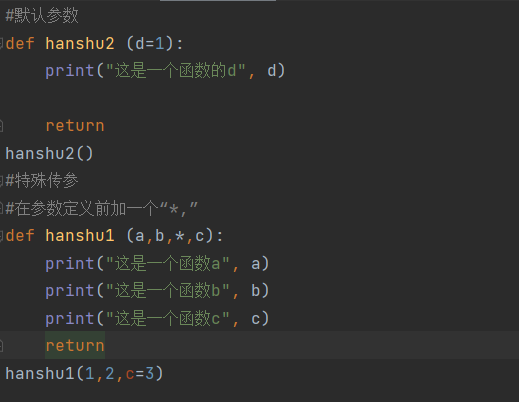 #默认参数
def hanshu2 (d=1):
    print("这是一个函数的d", d)
    return
hanshu2()
#特殊传参
#在参数定义前加一个“*,”
def hanshu1 (a,b,*,c):
    print("这是一个函数a", a)
    print("这是一个函数b", b)
    print("这是一个函数c", c)
    return
hanshu1(1,2,c=3)